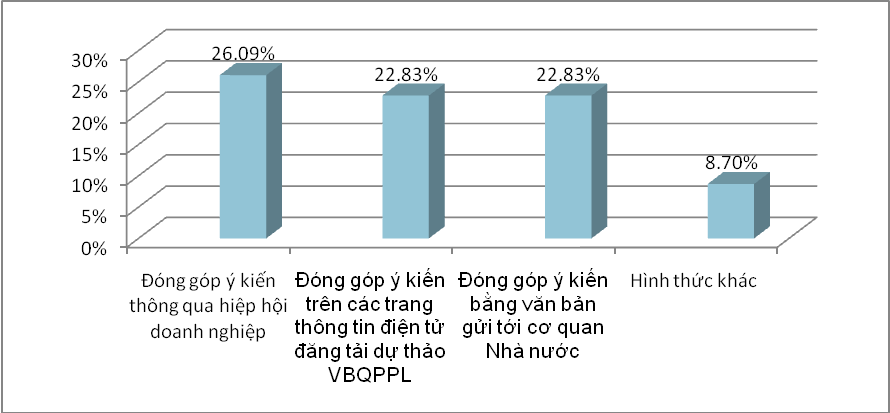 26.09%
22.83%
22.83%
8.70%
30%
25%
20%
15%
10%
5%
0%
Đóng góp ý kiến
thông qua hiệp hội
doanh nghiệp
Đóng góp ý kiến
trên các trang
thông tin điện tử
đăng tải dự thảo
VBQPPL
Đóng góp ý kiến
bằng văn bản
gửi tới cơ quan
Nhà nước
Hình thức khác